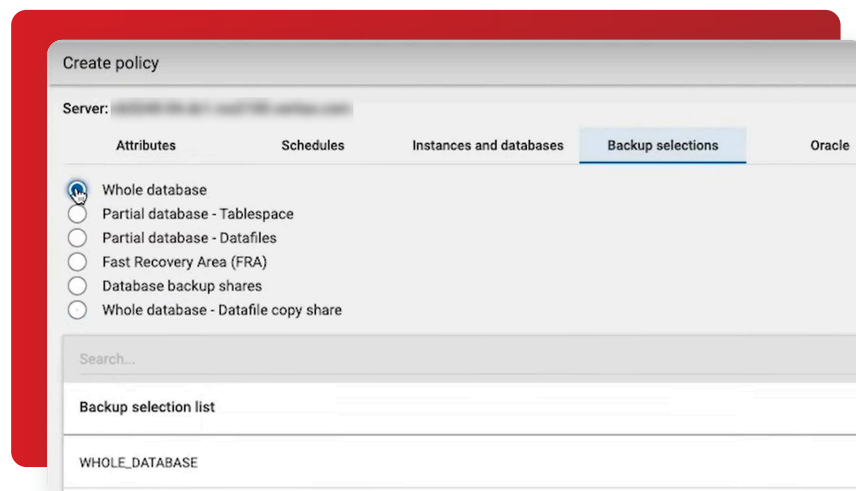 Create policy
Server:
Attributes Schedules Instances and databases Backup selections Oracle
Whole database
Partial database - Tablespace
Partial database - Datafiles
Fast Recovery Area (FRA)
Database backup shares
Whole database - Datafile copy share
Search...
Backup selection list
WHOLE_DATABASE